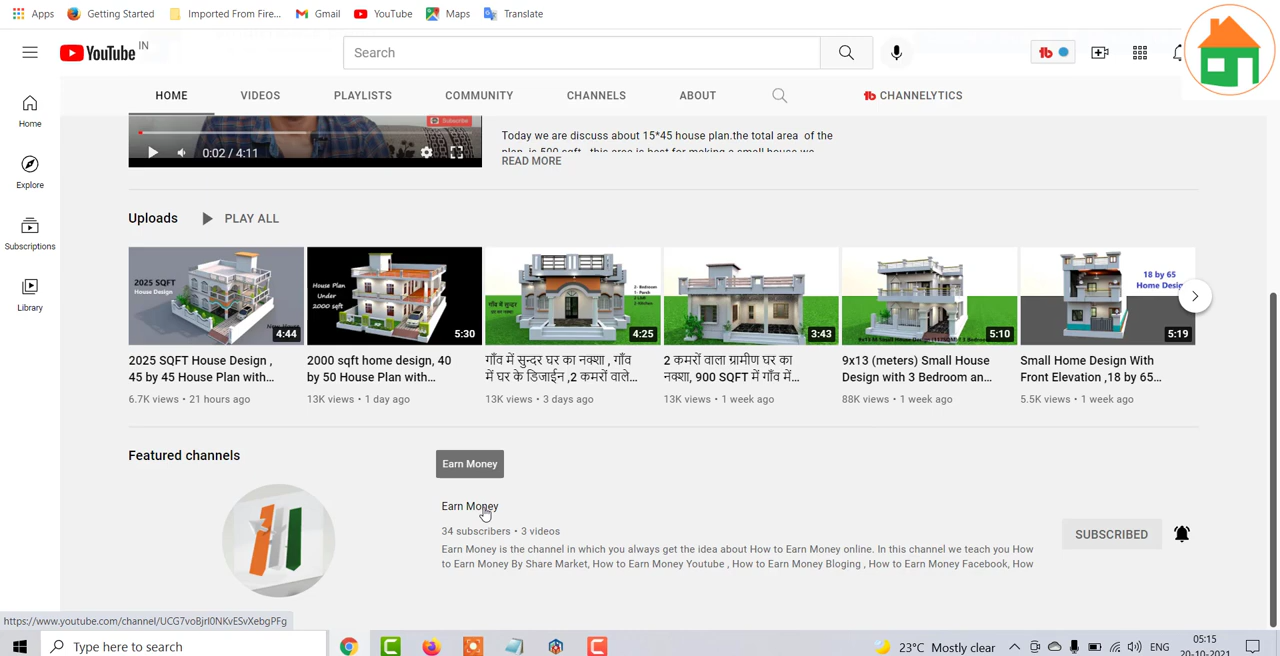 Apps Getting Started Imported From Fire... Gmail YouTube Maps Translate
YouTube IN
Search
tb
HOME VIDEOS PLAYLISTS COMMUNITY CHANNELS ABOUT tb CHANNELYTICS
Home
Explore
Subscriptions
Library
Subscribe
0:02 / 4:11
Today we are discuss about 15*45 house plan.the total area of the
READ MORE
Uploads PLAY ALL
2025 SQFT
House Design
4:44
House Plan
Under
2000 sqft
5:30
4:25
3:43
5:10
18 by 65
5:19
2025 SQFT House Design ,
45 by 45 House Plan with...
6.7K views • 21 hours ago
2000 sqft home design, 40
by 50 House Plan with...
13K views • 1 day ago
गाँव में सुन्दर घर का नक्शा , गाँव
में घर के डिजाईन ,2 कमरों वाले...
13K views • 3 days ago
2 कमरों वाला ग्रामीण घर का
नक्शा, 900 SQFT में गाँव में...
13K views • 1 week ago
9x13 (meters) Small House
Design with 3 Bedroom an...
88K views • 1 week ago
Small Home Design With
Front Elevation ,18 by 65...
5.5K views • 1 week ago
Featured channels
Earn Money
Earn Money
34 subscribers • 3 videos
Earn Money is the channel in which you always get the idea about How to Earn Money online. In this channel we teach you How
to Earn Money By Share Market, How to Earn Money Youtube , How to Earn Money Bloging , How to Earn Money Facebook, How
SUBSCRIBED
Type here to search
23°C Mostly clear
ENG
05:15
20-10-2021